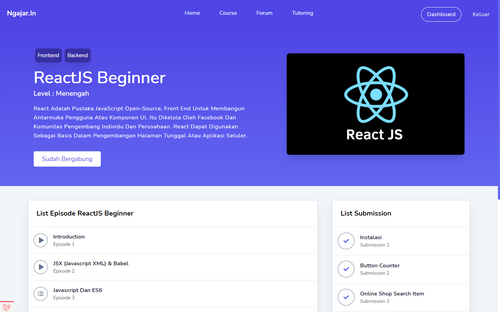 Ngajar.In
Home
Course
Forum
Tutoring
Dashboard
Keluar
Frontend
Backend
ReactJS Beginner
Level : Menengah
React Adalah Pustaka JavaScript Open-Source, Front End Untuk Membangun
Antarmuka Pengguna Atau Komponen UI. Itu Dikelola Oleh Facebook Dan
Komunitas Pengembang Individu Dan Perusahaan. React Dapat Digunakan
Sebagai Basis Dalam Pengembangan Halaman Tunggal Atau Aplikasi Seluler.
Sudah Bergabung
React JS
List Episode ReactJS Beginner
Introduction
Episode 1
JSX (Javascript XML) & Babel
Episode 2
Javascript Dan ES6
Episode 3
List Submission
Instalasi
Submission 1
Button Counter
Submission 2
Online Shop Search Item
Submission 3